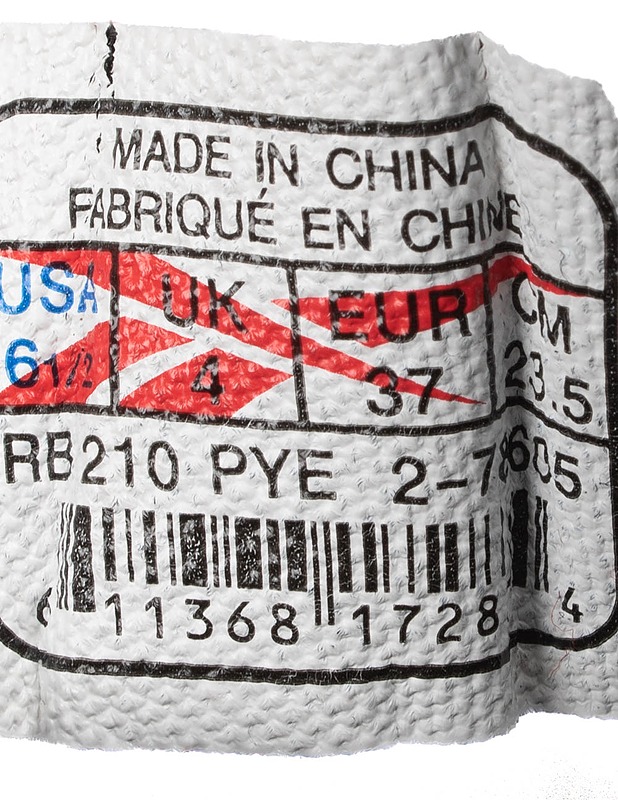 MADE IN CHINA
FABRIQUÉ EN CHINE
USA UK EUR CM
6 1/2 4 37 23.5
RB210 PYE
11368 1728 4